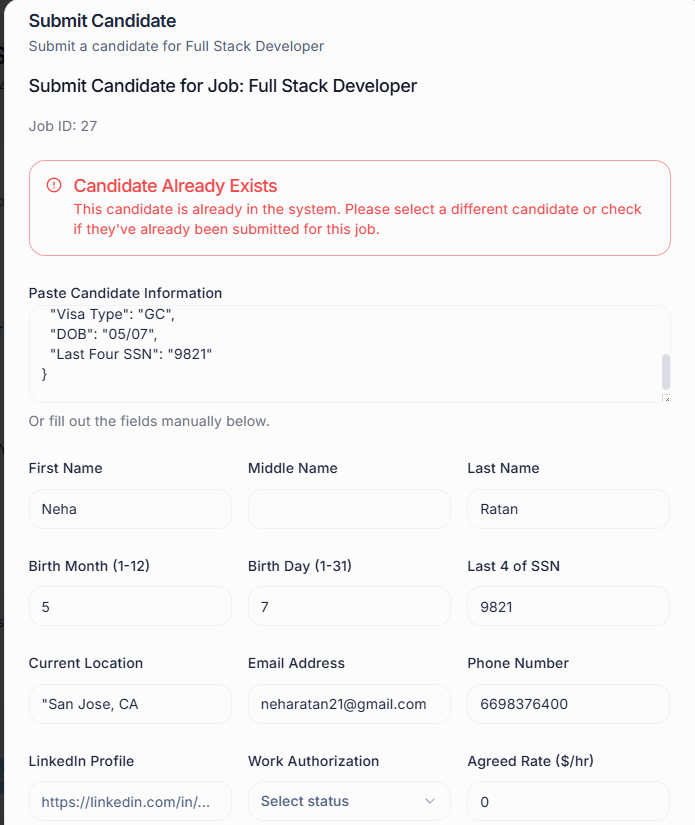 Submit Candidate
Submit a candidate for Full Stack Developer
Submit Candidate for Job: Full Stack Developer
Job ID: 27
Candidate Already Exists
This candidate is already in the system. Please select a different candidate or check
if they've already been submitted for this job.
Paste Candidate Information
"Visa Type": "GC",
"DOB": "05/07",
"Last Four SSN": "9821"
}
Or fill out the fields manually below.
First Name Middle Name Last Name
Neha Ratan
Birth Month (1-12) Birth Day (1-31) Last 4 of SSN
5 7 9821
Current Location Email Address Phone Number
"San Jose, CA neharatan21@gmail.com 6698376400
LinkedIn Profile Work Authorization Agreed Rate ($/hr)
https://linkedin.com/in/... Select status 0